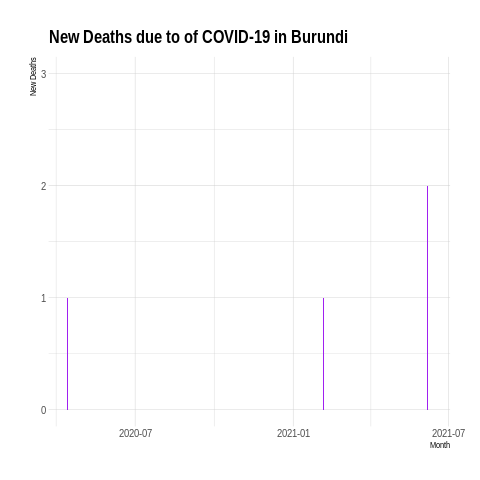 New Deaths due to of COVID-19 in Burundi
New Deaths
3
2
1
0
2020-07
2021-01
2021-07
Month